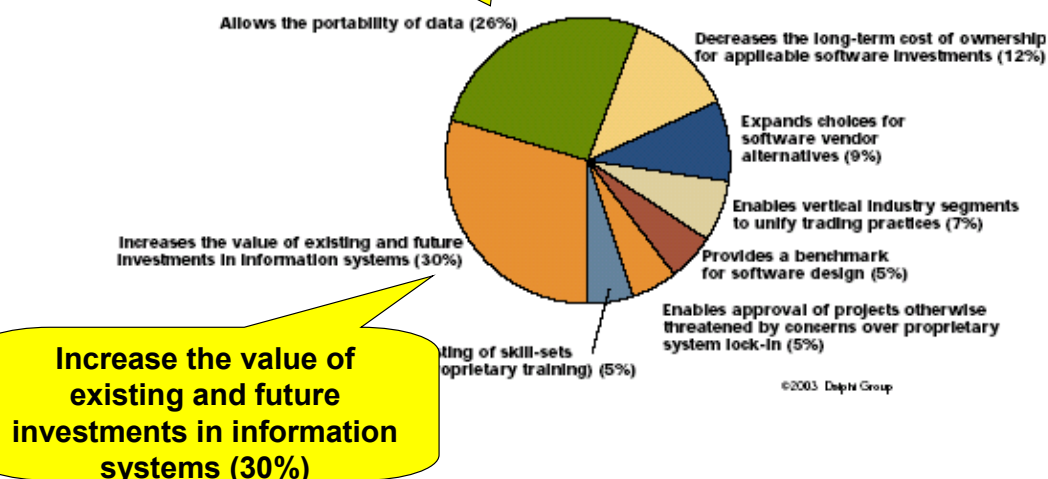 Allows the portability of data (26%)
Decreases the long-term cost of ownership
for applicable software investments (12%)
Expands choices for
software vendor
alternatives (9%)
Enables vertical industry segments
to unify trading practices (7%)
Increases the value of existing and future
investments in information systems (30%)
Provides a benchmark
for software design (5%)
Enables approval of projects otherwise
threatened by concerns over proprietary
system lock-in (5%)
of skill-sets
training) (5%)
©2003 Delphi Group
Increase the value of
existing and future
investments in information
systems (30%)